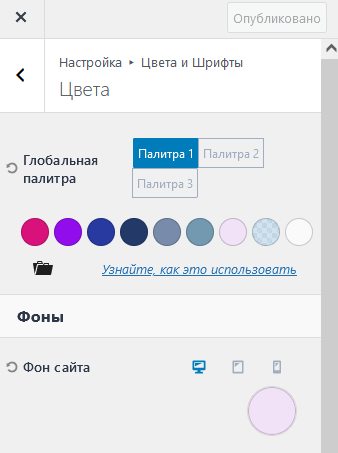 Опубликовано
Настройка ▸ Цвета и Шрифты
Цвета
Глобальная
палитра
Палитра 1 Палитра 2
Палитра 3
Узнайте, как это использовать
Фоны
Фон сайта